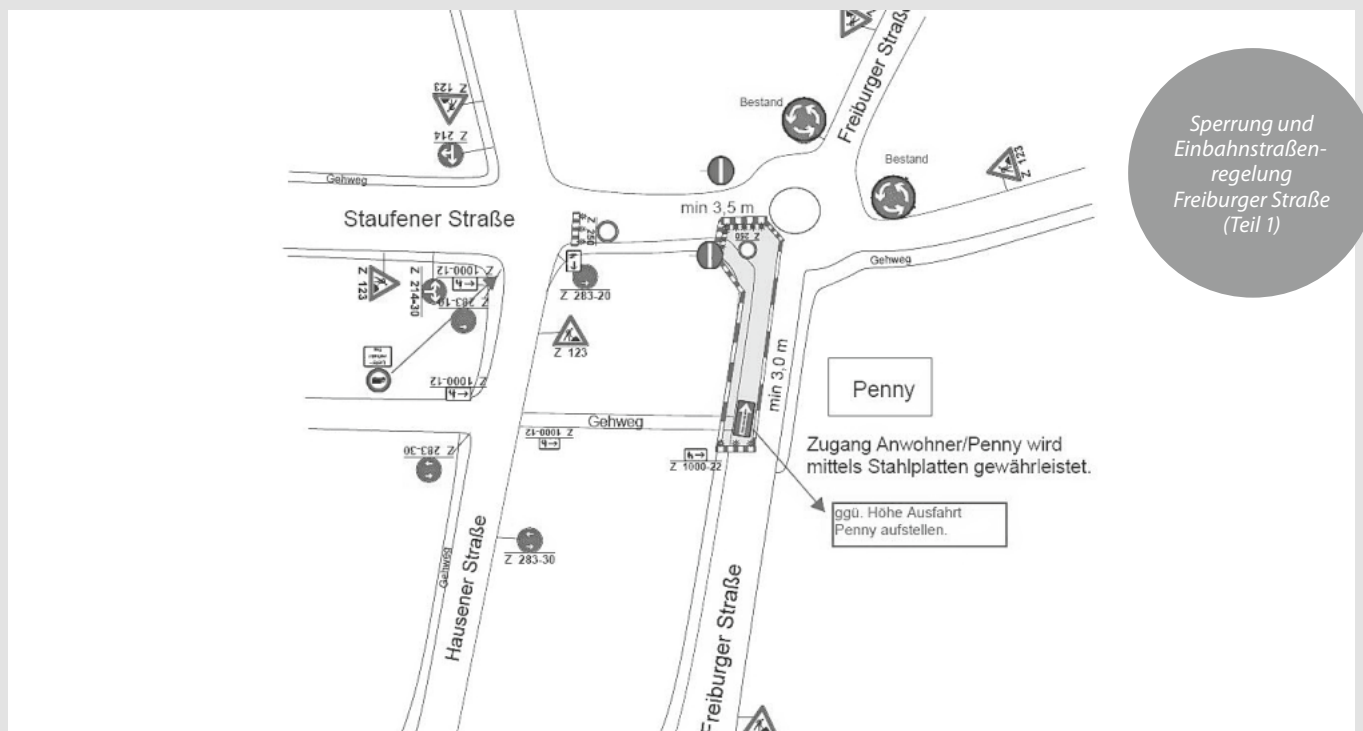 Sperrung und
Einbahnstraßen-
regelung
Freiburger Straße
(Teil 1)
Freiburger Straße
Z 123
Z 214
Bestand
Bestand
Z 123
Gehweg
Staufener Straße
min 3,5 m
Z 250
Z 250
Gehweg
Z 123
Z 214-30
Z 1000-12
Z 283-10
Z 283-20
Z 123
Z 1000-12
min 3,0 m
Penny
Gehweg
Z 1000-12
Z 1000-22
Zugang Anwohner/Penny wird
mittels Stahlplatten gewährleistet.
Z 283-30
ggü. Höhe Ausfahrt
Penny aufstellen.
Z 283-30
Gehweg
Hausener Straße
Freiburger Straße